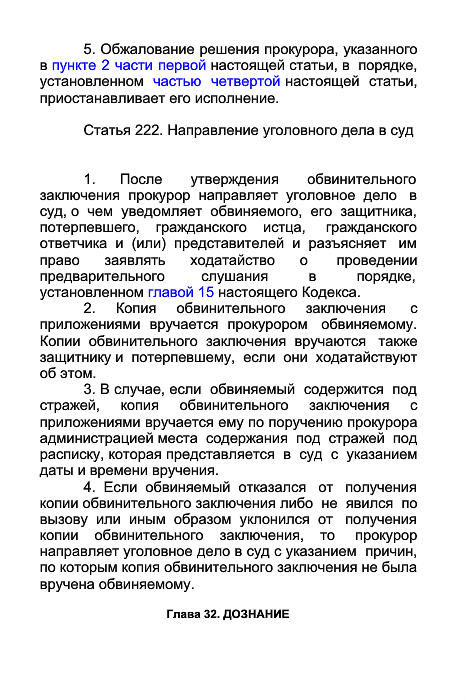 5. Обжалование решения прокурора, указанного
в пункте 2 части первой настоящей статьи, в порядке,
установленном частью четвертой настоящей статьи,
приостанавливает его исполнение.
Статья 222. Направление уголовного дела в суд
1. После утверждения обвинительного
заключения прокурор направляет уголовное дело в
суд, о чем уведомляет обвиняемого, его защитника,
потерпевшего, гражданского истца, гражданского
ответчика и (или) представителей и разъясняет им
право заявлять ходатайство о проведении
предварительного слушания в порядке,
установленном главой 15 настоящего Кодекса.
2. Копия обвинительного заключения с
приложениями вручается прокурором обвиняемому.
Копии обвинительного заключения вручаются также
защитнику и потерпевшему, если они ходатайствуют
об этом.
3. В случае, если обвиняемый содержится под
стражей, копия обвинительного заключения с
приложениями вручается ему по поручению прокурора
администрацией места содержания под стражей под
расписку, которая представляется в суд с указанием
даты и времени вручения.
4. Если обвиняемый отказался от получения
копии обвинительного заключения либо не явился по
вызову или иным образом уклонился от получения
копии обвинительного заключения, то прокурор
направляет уголовное дело в суд с указанием причин,
по которым копия обвинительного заключения не была
вручена обвиняемому.
Глава 32. ДОЗНАНИЕ